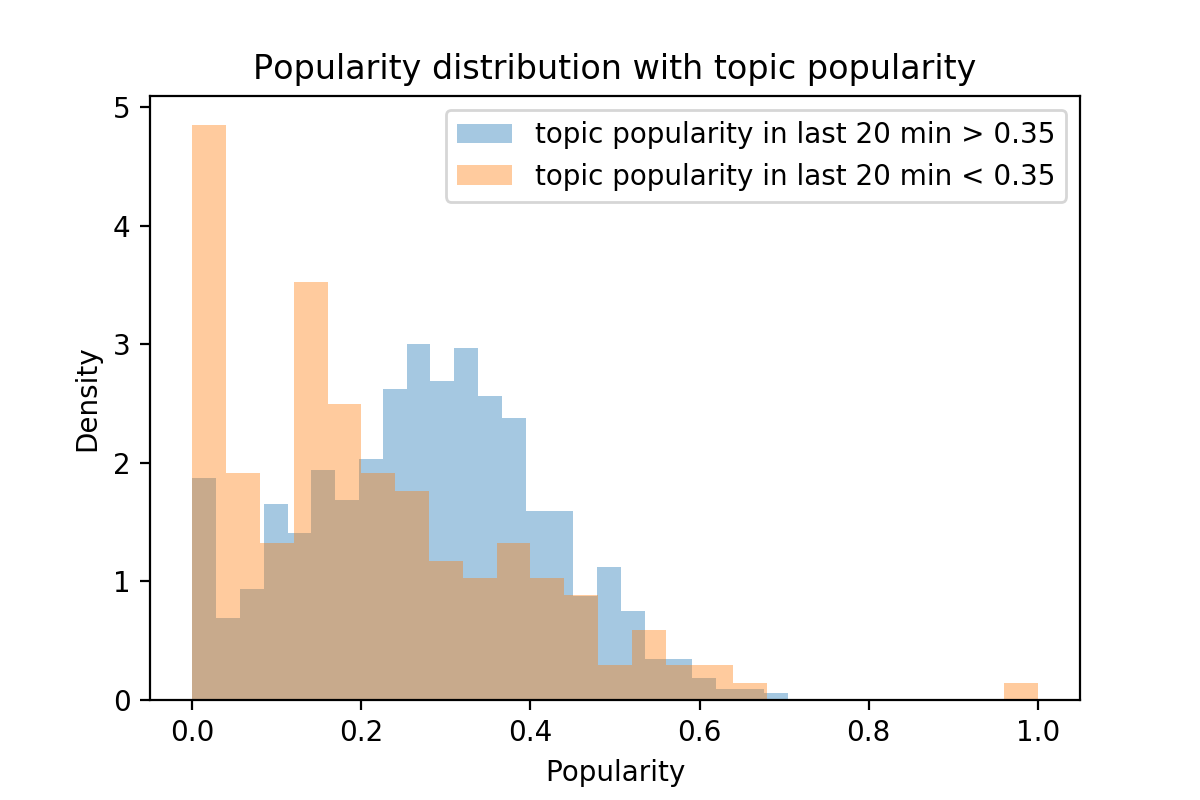 Popularity distribution with topic popularity
topic popularity in last 20 min > 0.35
topic popularity in last 20 min < 0.35
5
4
3
2
1
0
Density
0.0 0.2 0.4 0.6 0.8 1.0
Popularity